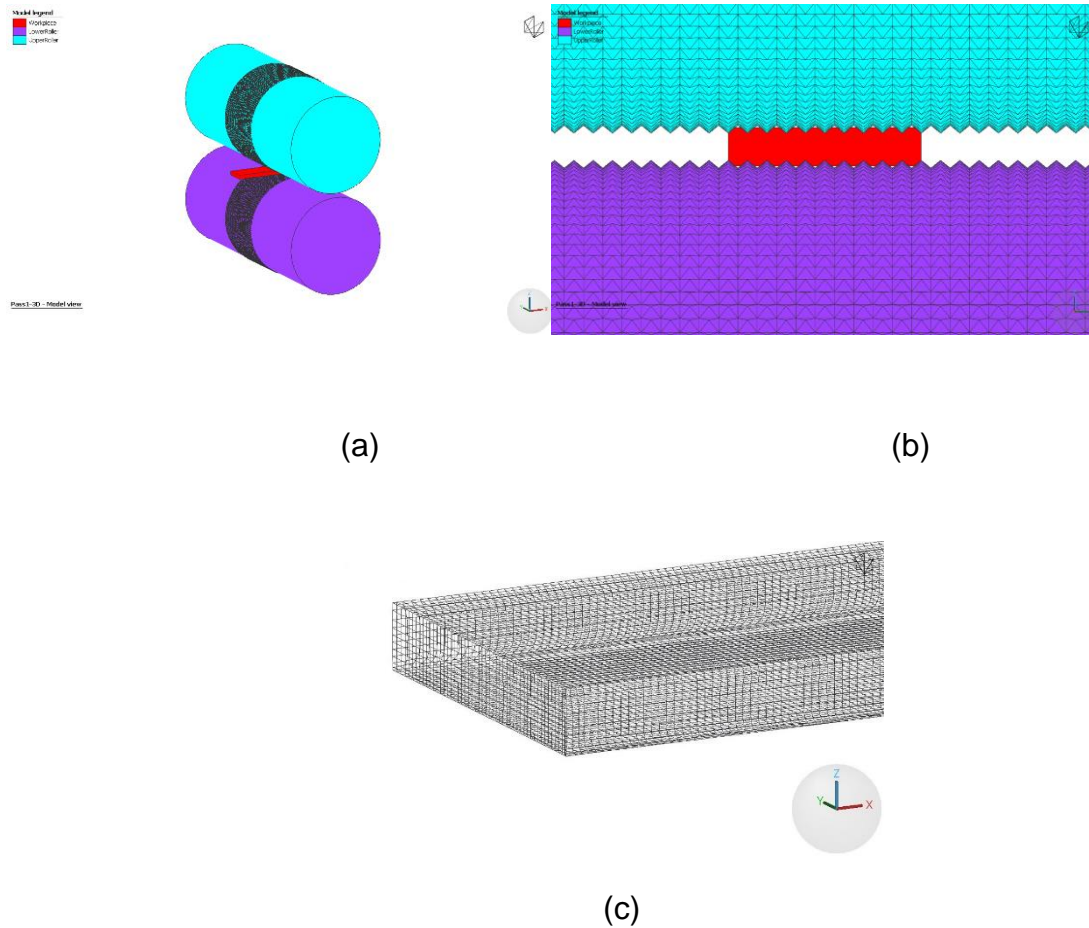 Model legend
Workpiece
LowerRoller
UpperRoller
Pass1-3D - Model view
X
Model legend
Workpiece
LowerRoller
UpperRoller
Pass1-3D - Model view
(a)
(b)
Z
Y
X
(c)